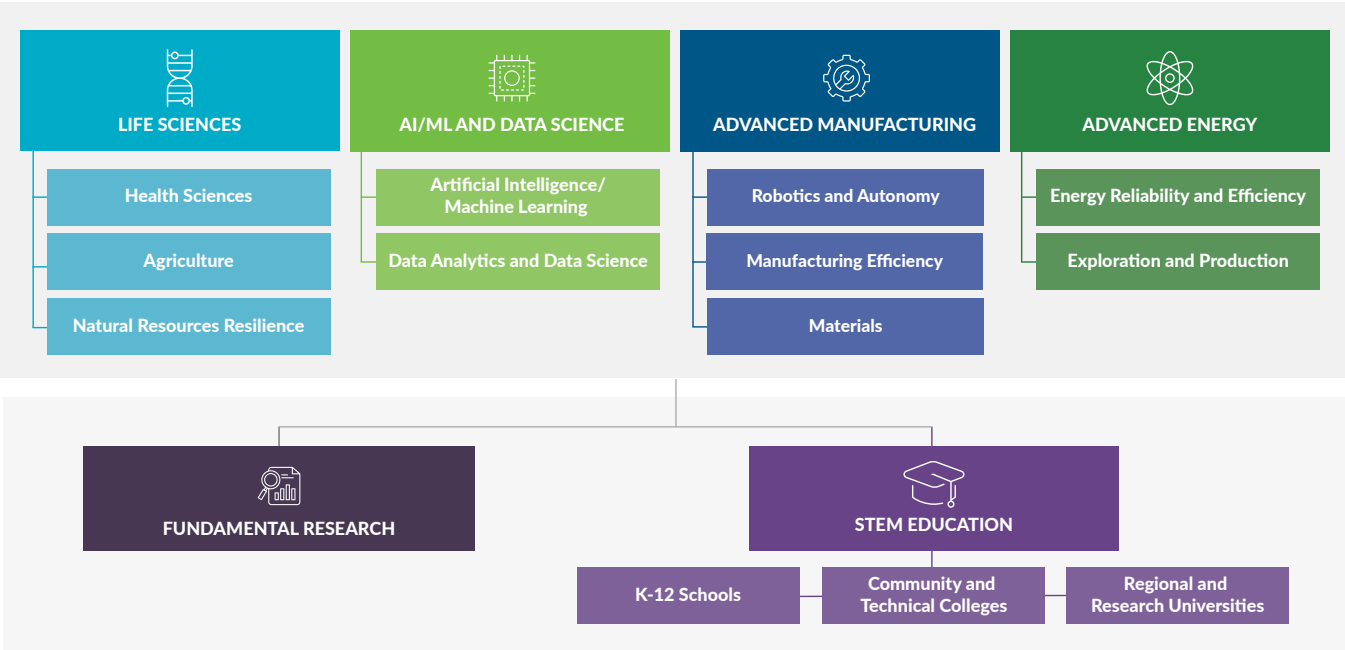 LIFE SCIENCES
Health Sciences
Agriculture
Natural Resources Resilience
AI/ML AND DATA SCIENCE
Artificial Intelligence/
Machine Learning
Data Analytics and Data Science
ADVANCED MANUFACTURING
Robotics and Autonomy
Manufacturing Efficiency
Materials
ADVANCED ENERGY
Energy Reliability and Efficiency
Exploration and Production
FUNDAMENTAL RESEARCH
STEM EDUCATION
K-12 Schools
Community and
Technical Colleges
Regional and
Research Universities